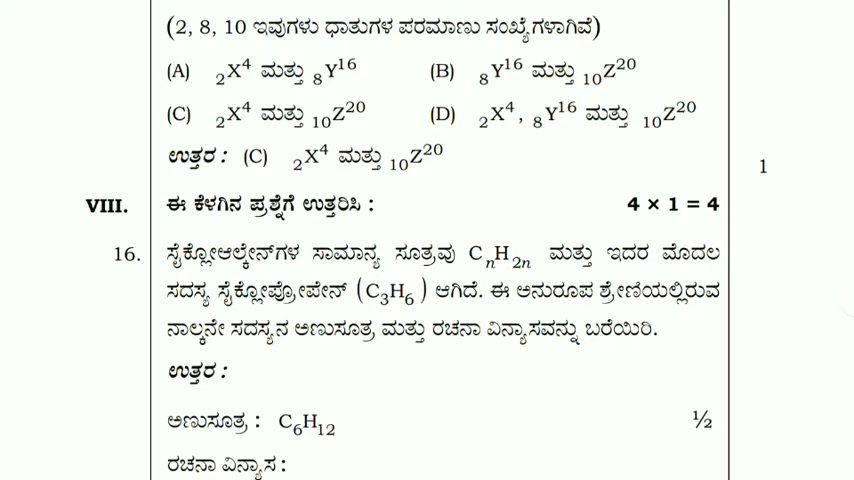 (2, 8, 10 ಇವುಗಳು ಧಾತುಗಳ ಪರಮಾಣು ಸಂಖ್ಯೆಗಳಾಗಿವೆ)
(A) ₂X⁴ ಮತ್ತು ₈Y¹⁶ (B) ₈Y¹⁶ ಮತ್ತು ₁₀Z²⁰
(C) ₂X⁴ ಮತ್ತು ₁₀Z²⁰ (D) ₂X⁴, ₈Y¹⁶ ಮತ್ತು ₁₀Z²⁰
ಉತ್ತರ : (C) ₂X⁴ ಮತ್ತು ₁₀Z²⁰ 1
VIII. ಈ ಕೆಳಗಿನ ಪ್ರಶ್ನೆಗೆ ಉತ್ತರಿಸಿ : 4 × 1 = 4
16. ಸೈಕ್ಲೋಆಲ್ಕೇನ್‌ಗಳ ಸಾಮಾನ್ಯ ಸೂತ್ರವು CₙH₂ₙ ಮತ್ತು ಇದರ ಮೊದಲ
ಸದಸ್ಯ ಸೈಕ್ಲೋಪ್ರೋಪೇನ್ (C₃H₆) ಆಗಿದೆ. ಈ ಅನುರೂಪ ಶ್ರೇಣಿಯಲ್ಲಿರುವ
ನಾಲ್ಕನೇ ಸದಸ್ಯನ ಅಣುಸೂತ್ರ ಮತ್ತು ರಚನಾ ವಿನ್ಯಾಸವನ್ನು ಬರೆಯಿರಿ.
ಉತ್ತರ :
ಅಣುಸೂತ್ರ : C₆H₁₂ ½
ರಚನಾ ವಿನ್ಯಾಸ :